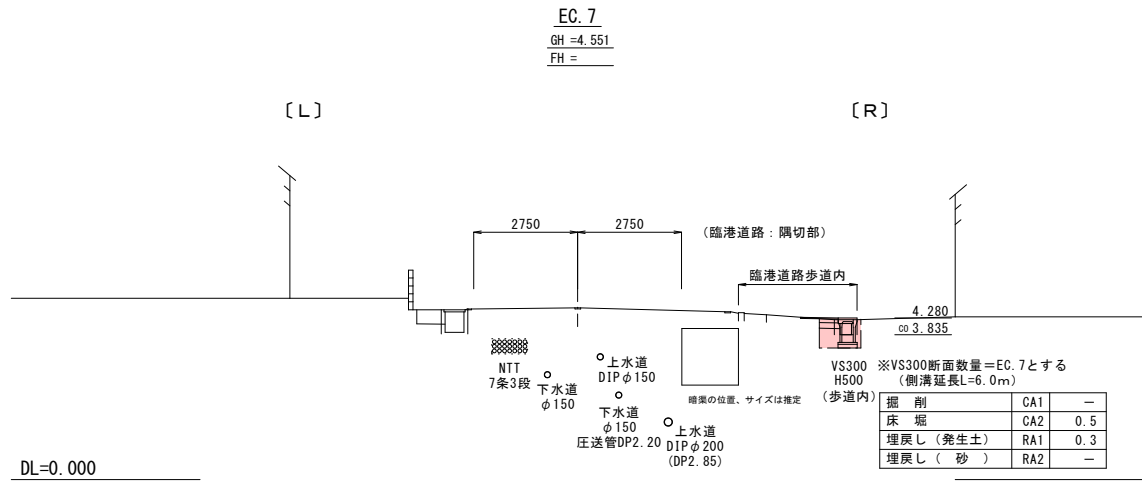 EC.7
GH =4.551
FH =
〔L〕
〔R〕
2750
2750
(臨港道路：隅切部)
臨港道路歩道内
4.280
CO 3.835
NTT
7条3段
下水道
φ150
上水道
DIPφ150
下水道
φ150
圧送管DP2.20
上水道
DIPφ200
(DP2.85)
暗渠の位置、サイズは推定
VS300
H500
(歩道内)
※VS300断面数量＝EC.7とする
(側溝延長L=6.0m)
掘 削 CA1 －
床 堀 CA2 0.5
埋戻し（発生土） RA1 0.3
埋戻し（ 砂 ） RA2 －
DL=0.000